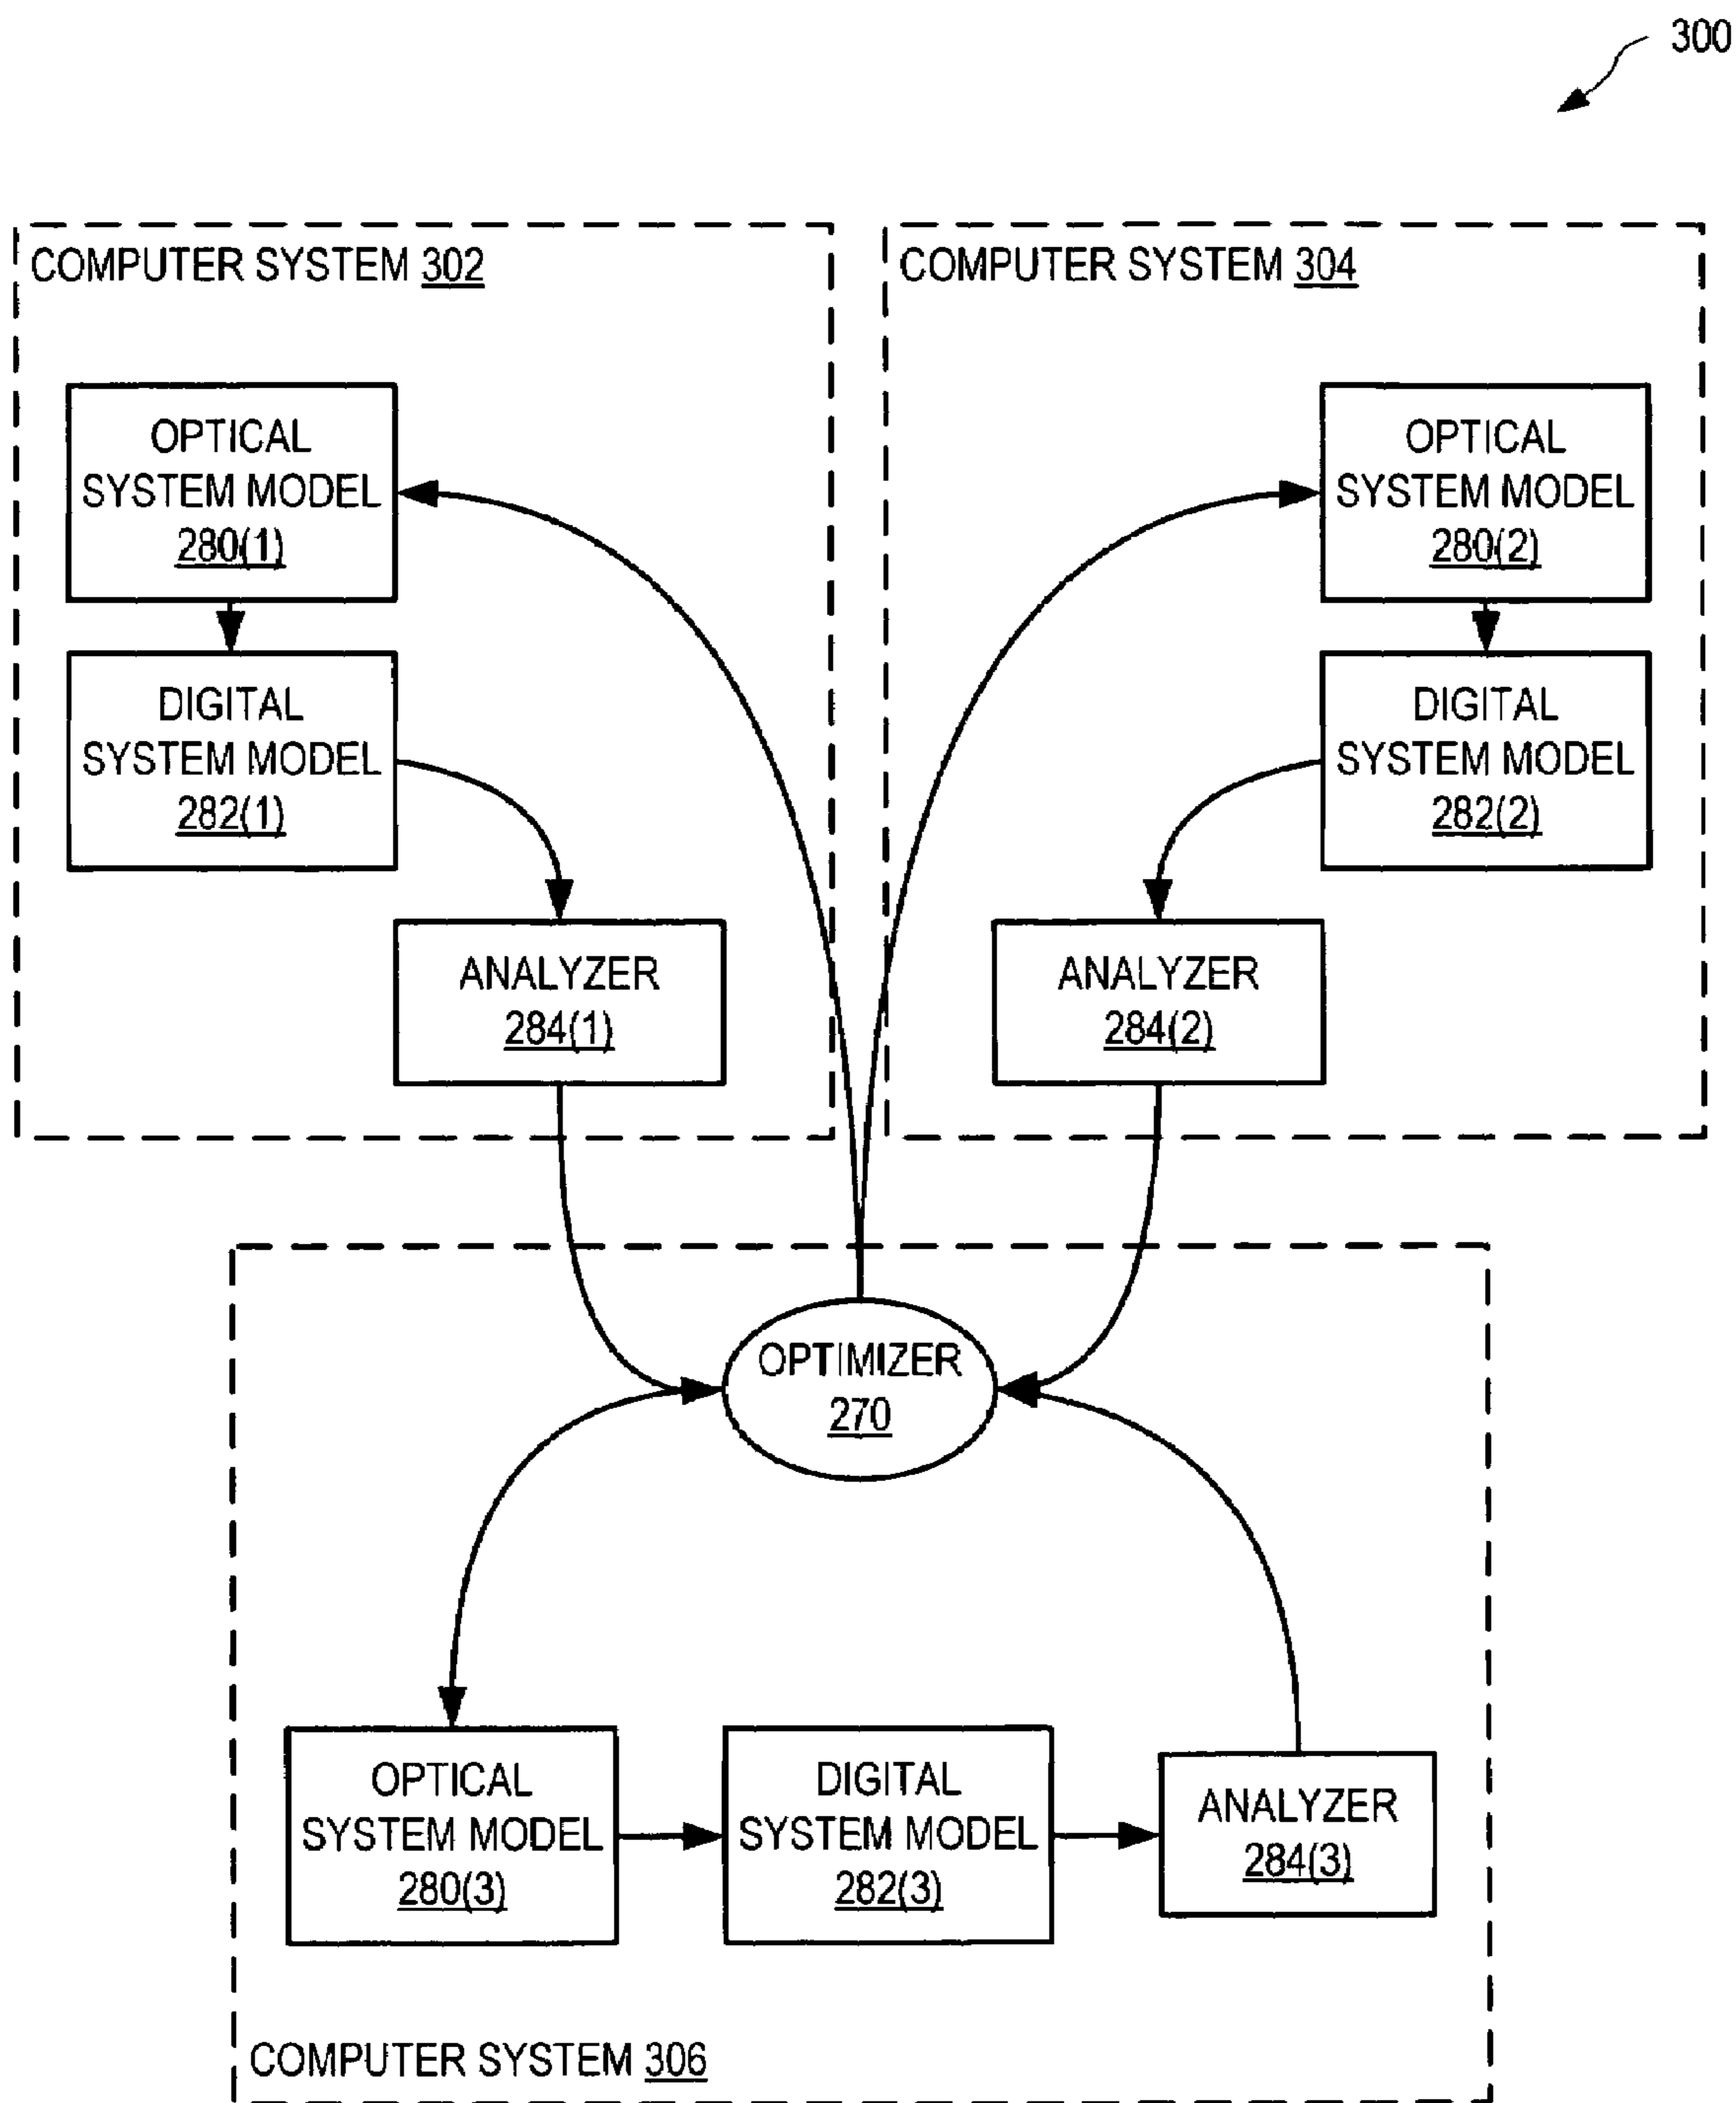 300
COMPUTER SYSTEM 302
OPTICAL
SYSTEM MODEL
280(1)
DIGITAL
SYSTEM MODEL
282(1)
ANALYZER
284(1)
COMPUTER SYSTEM 304
OPTICAL
SYSTEM MODEL
280(2)
DIGITAL
SYSTEM MODEL
282(2)
ANALYZER
284(2)
OPTIMIZER
270
OPTICAL
SYSTEM MODEL
280(3)
DIGITAL
SYSTEM MODEL
282(3)
ANALYZER
284(3)
COMPUTER SYSTEM 306